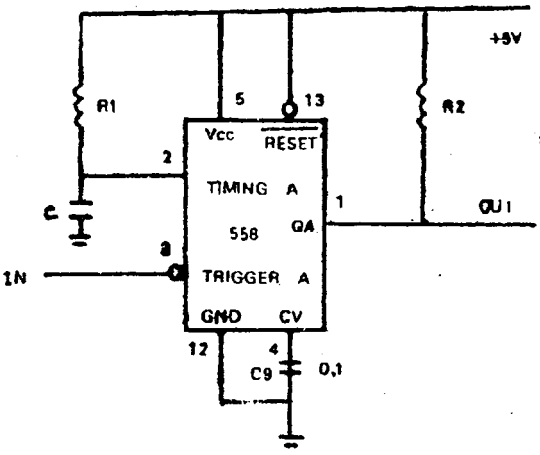 +5V
R1
5
13
R2
Vcc
RESET
2
TIMING A
1
C
QA
OUT
558
3
IN
TRIGGER A
GND
CV
12
4
C9
0,1